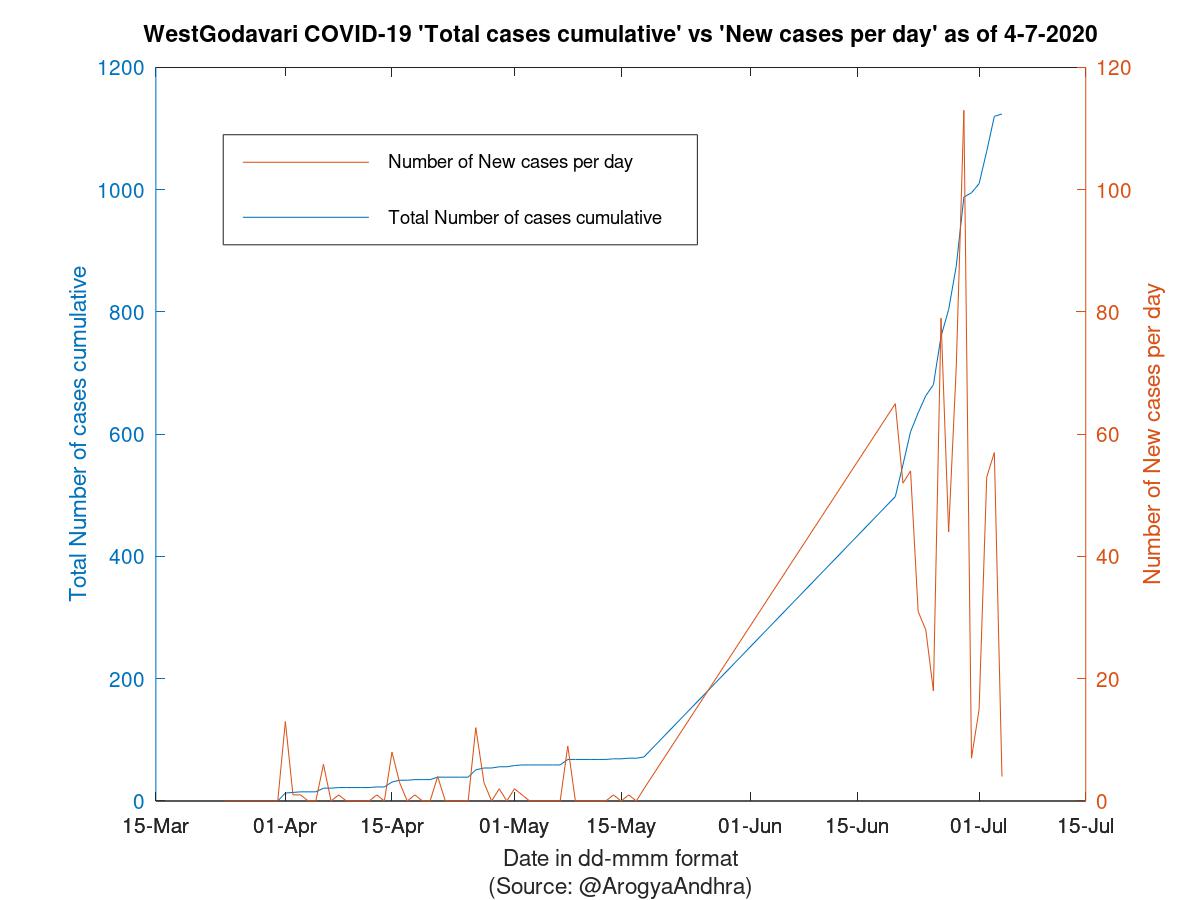 WestGodavari COVID-19 'Total cases cumulative' vs 'New cases per day' as of 4-7-2020
1200
1000
800
600
400
200
0
Total Number of cases cumulative
Number of New cases per day
Total Number of cases cumulative
120
100
80
60
40
20
0
Number of New cases per day
15-Mar 01-Apr 15-Apr 01-May 15-May 01-Jun 15-Jun 01-Jul 15-Jul
Date in dd-mmm format
(Source: @ArogyaAndhra)